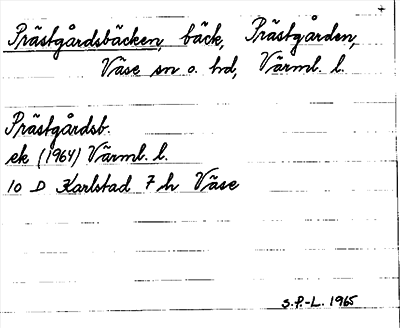 +
Prästgårdsbäcken, bäck, Prästgården,
Väse sn o. hd, Värml. l.
Prästgårdsb.
ek (1964) Värml. l.
10 D Karlstad 7 h Väse
S.P.-L. 1965